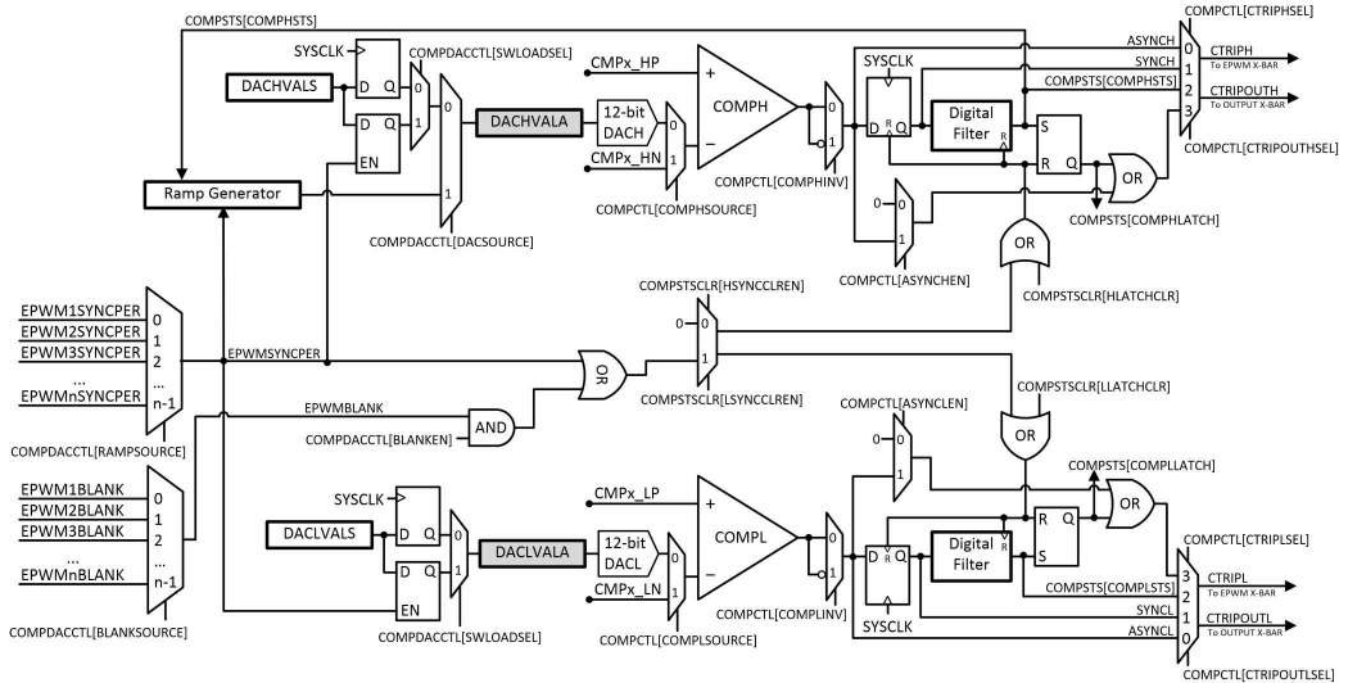 COMPSTS[COMPHSTS]
COMPCTL[CTRIPHSEL]
SYSCLK
COMPDACCTL[SWLOADSEL]
ASYNCH
0
CTRIPH
To EPWM X-BAR
CMPx_HP
+
SYSCLK
SYNCH
1
DACHVALS
D Q
0
COMPSTS[COMPHSTS]
2
CTRIPOUTH
To OUTPUT X-BAR
0
DACHVALA
12-bit
DACH
0
COMPH
0
D R Q
Digital
Filter
R
S
3
D Q
1
CMPx_HN
1
−
1
R
Q
OR
COMPCTL[CTRIPOUTHSEL]
EN
Ramp Generator
1
COMPCTL[COMPHINV]
COMPCTL[COMPHSOURCE]
0
0
1
COMPSTS[COMPHLATCH]
COMPDACCTL[DACSOURCE]
OR
COMPCTL[ASYNCHEN]
COMPSTSCLR[HSYNCCLREN]
COMPSTSCLR[HLATCHCLR]
EPWM1SYNCPER
0
0
0
EPWM2SYNCPER
1
EPWM3SYNCPER
2
EPWMSYNCPER
OR
1
...
...
EPWMnSYNCPER
n-1
COMPSTSCLR[LLATCHCLR]
EPWMBLANK
COMPSTSCLR[LSYNCCLREN]
COMPCTL[ASYNCLEN]
AND
OR
COMPDACCTL[BLANKEN]
0
0
COMPDACCTL[RAMPSOURCE]
COMPSTS[COMPLLATCH]
1
EPWM1BLANK
0
SYSCLK
CMPx_LP
+
OR
EPWM2BLANK
1
D Q
EPWM3BLANK
2
DACLVALS
0
DACLVALA
12-bit
DACL
0
COMPL
0
D R Q
Digital
Filter
R
R
Q
S
COMPCTL[CTRIPLSEL]
...
...
D Q
1
1
−
1
3
CTRIPL
To EPWM X-BAR
EPWMnBLANK
n-1
CMPx_LN
COMPSTS[COMPLSTS]
2
EN
COMPCTL[COMPLINV]
SYSCLK
SYNCL
1
CTRIPOUTL
To OUTPUT X-BAR
COMPDACCTL[BLANKSOURCE]
COMPDACCTL[SWLOADSEL]
COMPCTL[COMPLSOURCE]
ASYNCL
0
COMPCTL[CTRIPOUTLSEL]